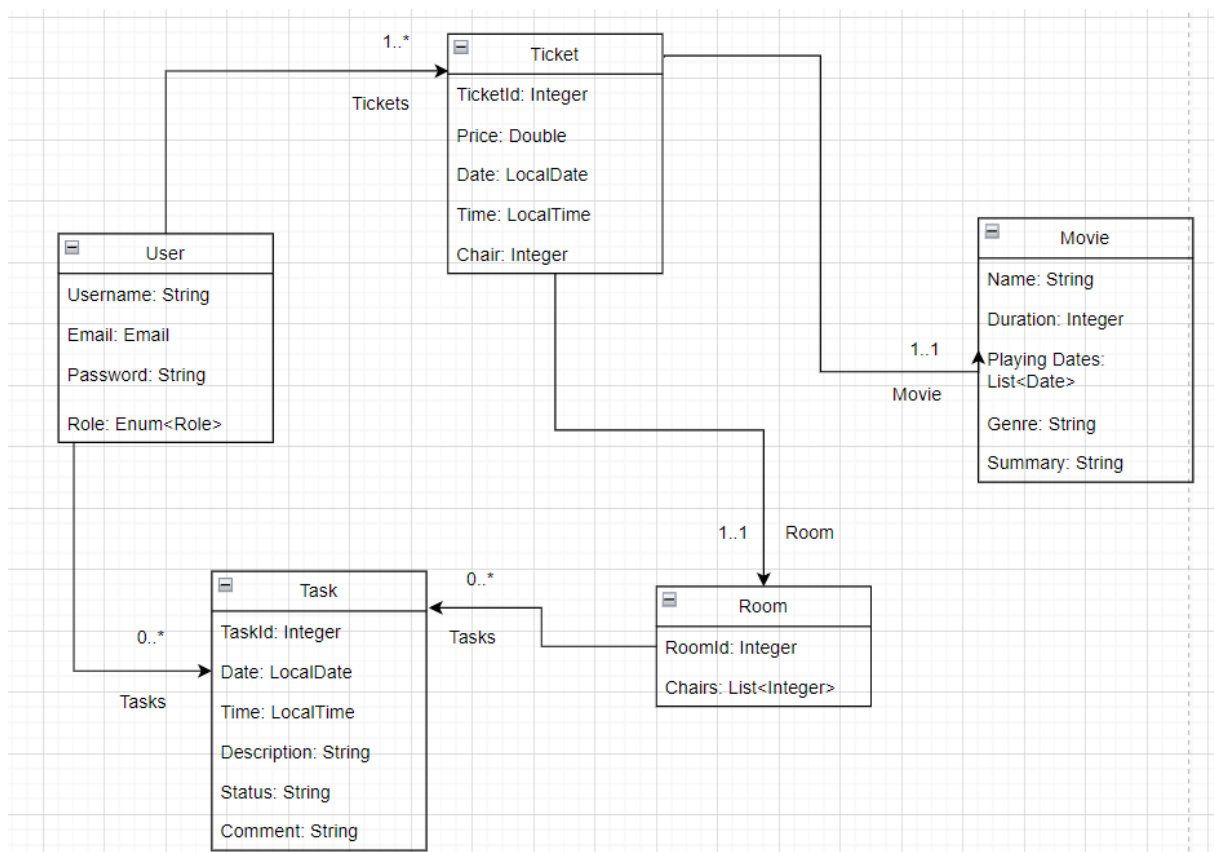 1..*
Tickets
Ticket
TicketId: Integer
Price: Double
Date: LocalDate
Time: LocalTime
Chair: Integer
User
Username: String
Email: Email
Password: String
Role: Enum<Role>
Movie
Name: String
Duration: Integer
Playing Dates:
List<Date>
Genre: String
Summary: String
1..1
Movie
1..1
Room
0..*
Tasks
Task
TaskId: Integer
Date: LocalDate
Time: LocalTime
Description: String
Status: String
Comment: String
0..*
Tasks
Room
RoomId: Integer
Chairs: List<Integer>